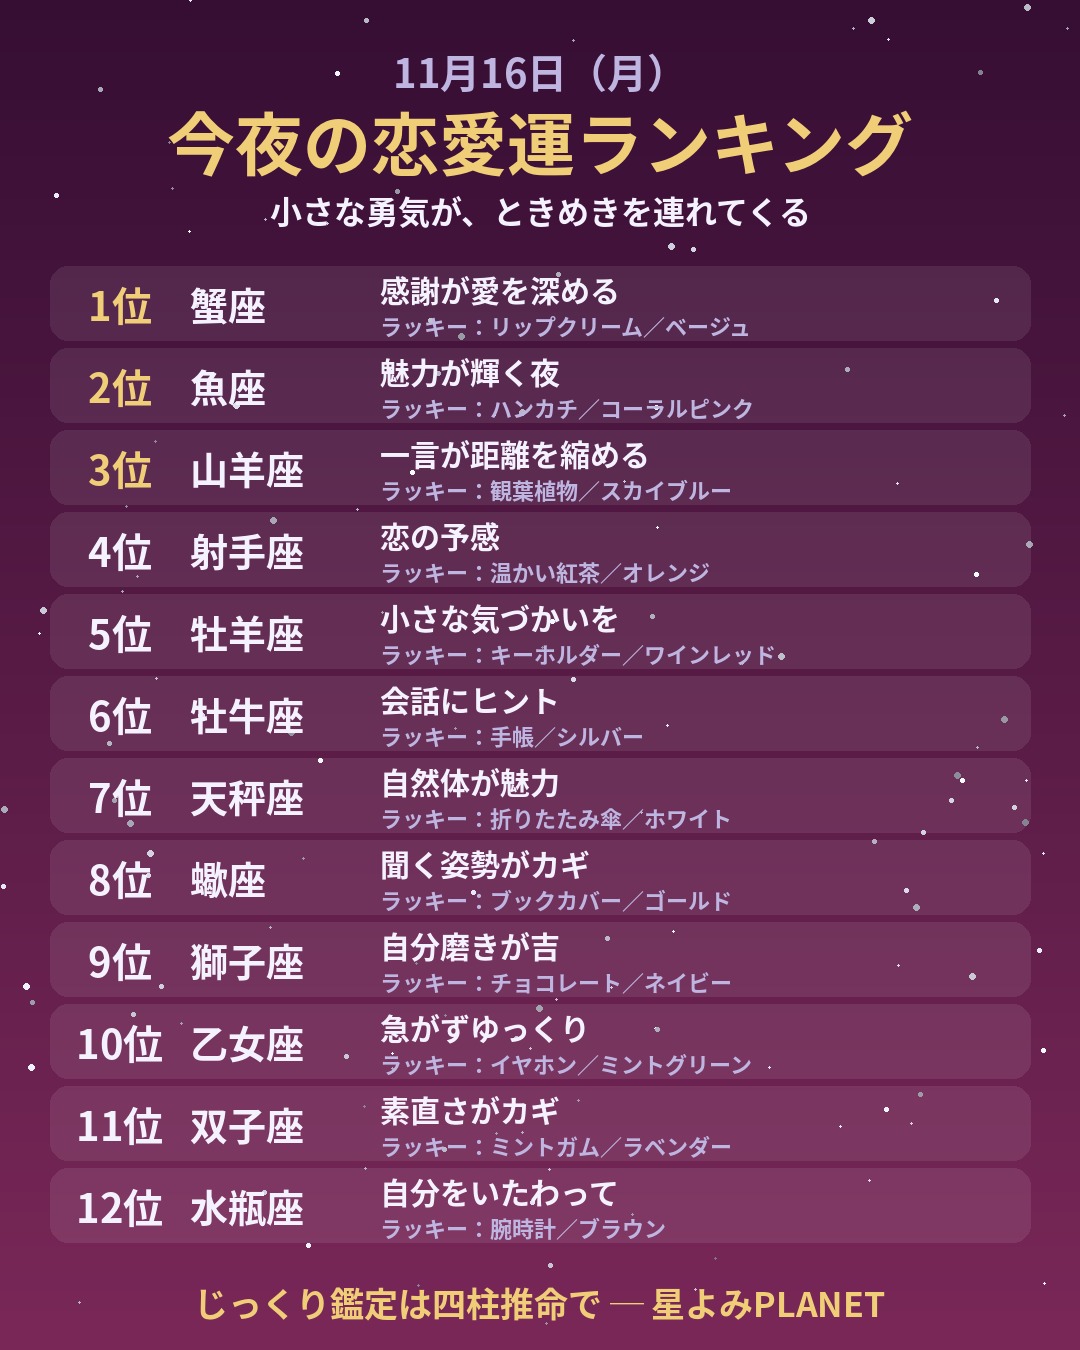 11月16日（月）
今夜の恋愛運ランキング
小さな勇気が、ときめきを連れてくる
1位 蟹座 感謝が愛を深める
ラッキー：リップクリーム／ベージュ
2位 魚座 魅力が輝く夜
ラッキー：ハンカチ／コーラルピンク
3位 山羊座 一言が距離を縮める
ラッキー：観葉植物／スカイブルー
4位 射手座 恋の予感
ラッキー：温かい紅茶／オレンジ
5位 牡羊座 小さな気づかいを
ラッキー：キーホルダー／ワインレッド
6位 牡牛座 会話にヒント
ラッキー：手帳／シルバー
7位 天秤座 自然体が魅力
ラッキー：折りたたみ傘／ホワイト
8位 蠍座 聞く姿勢がカギ
ラッキー：ブックカバー／ゴールド
9位 獅子座 自分磨きが吉
ラッキー：チョコレート／ネイビー
10位 乙女座 急がずゆっくり
ラッキー：イヤホン／ミントグリーン
11位 双子座 素直さがカギ
ラッキー：ミントガム／ラベンダー
12位 水瓶座 自分をいたわって
ラッキー：腕時計／ブラウン
じっくり鑑定は四柱推命で ― 星よみPLANET